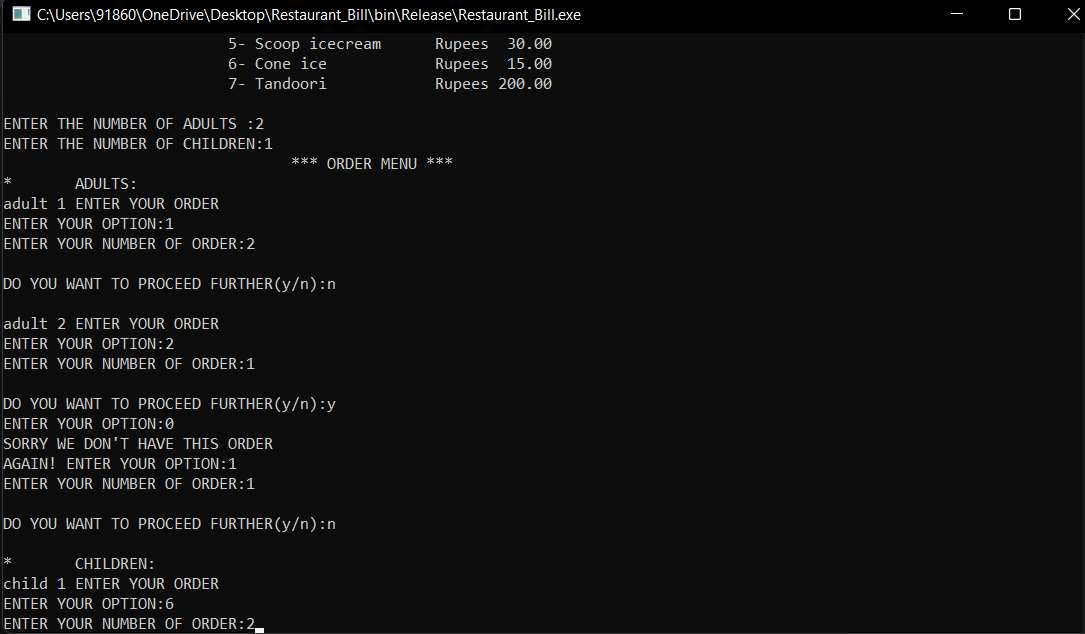 C:\Users\91860\OneDrive\Desktop\Restaurant_Bill\bin\Release\Restaurant_Bill.exe
5- Scoop icecream      Rupees  30.00
6- Cone ice            Rupees  15.00
7- Tandoori            Rupees 200.00
ENTER THE NUMBER OF ADULTS :2
ENTER THE NUMBER OF CHILDREN:1
*** ORDER MENU ***
*       ADULTS:
adult 1 ENTER YOUR ORDER
ENTER YOUR OPTION:1
ENTER YOUR NUMBER OF ORDER:2
DO YOU WANT TO PROCEED FURTHER(y/n):n
adult 2 ENTER YOUR ORDER
ENTER YOUR OPTION:2
ENTER YOUR NUMBER OF ORDER:1
DO YOU WANT TO PROCEED FURTHER(y/n):y
ENTER YOUR OPTION:0
SORRY WE DON'T HAVE THIS ORDER
AGAIN! ENTER YOUR OPTION:1
ENTER YOUR NUMBER OF ORDER:1
DO YOU WANT TO PROCEED FURTHER(y/n):n
*       CHILDREN:
child 1 ENTER YOUR ORDER
ENTER YOUR OPTION:6
ENTER YOUR NUMBER OF ORDER:2